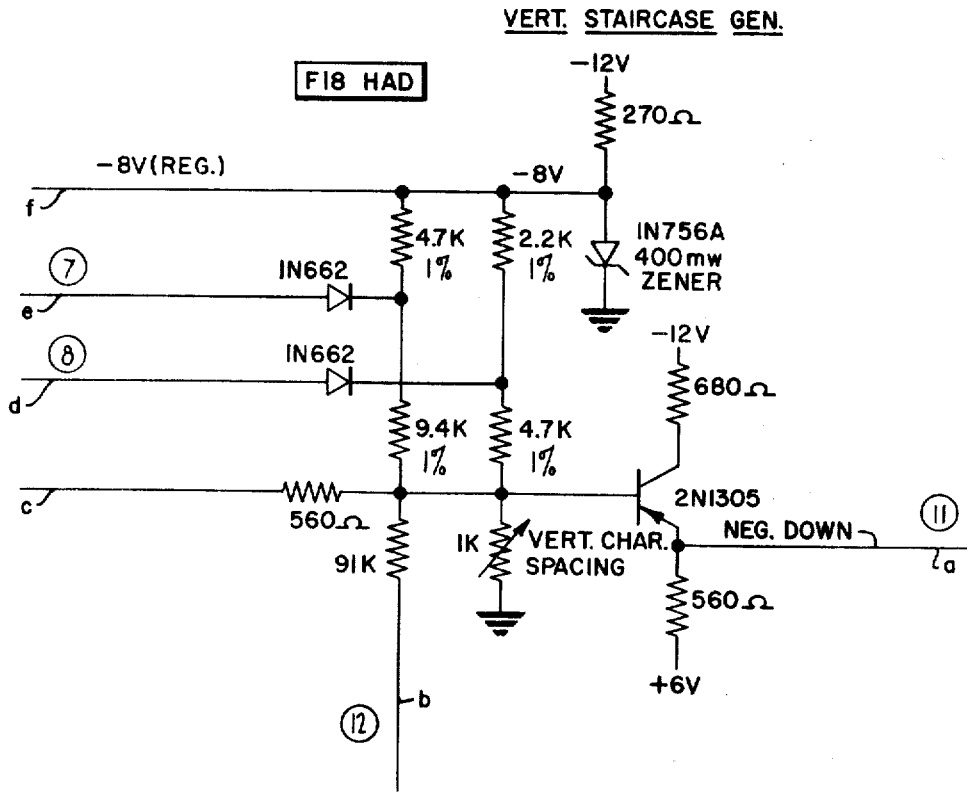 VERT. STAIRCASE GEN.
F18 HAD
-12V
270Ω
-8V (REG.)
-8V
f
4.7K
1%
2.2K
1%
1N756A
400mw
ZENER
7
1N662
e
8
1N662
d
-12V
680Ω
9.4K
1%
4.7K
1%
c
560Ω
2N1305
11
91K
1K
VERT. CHAR.
SPACING
NEG. DOWN
a
560Ω
+6V
b
12